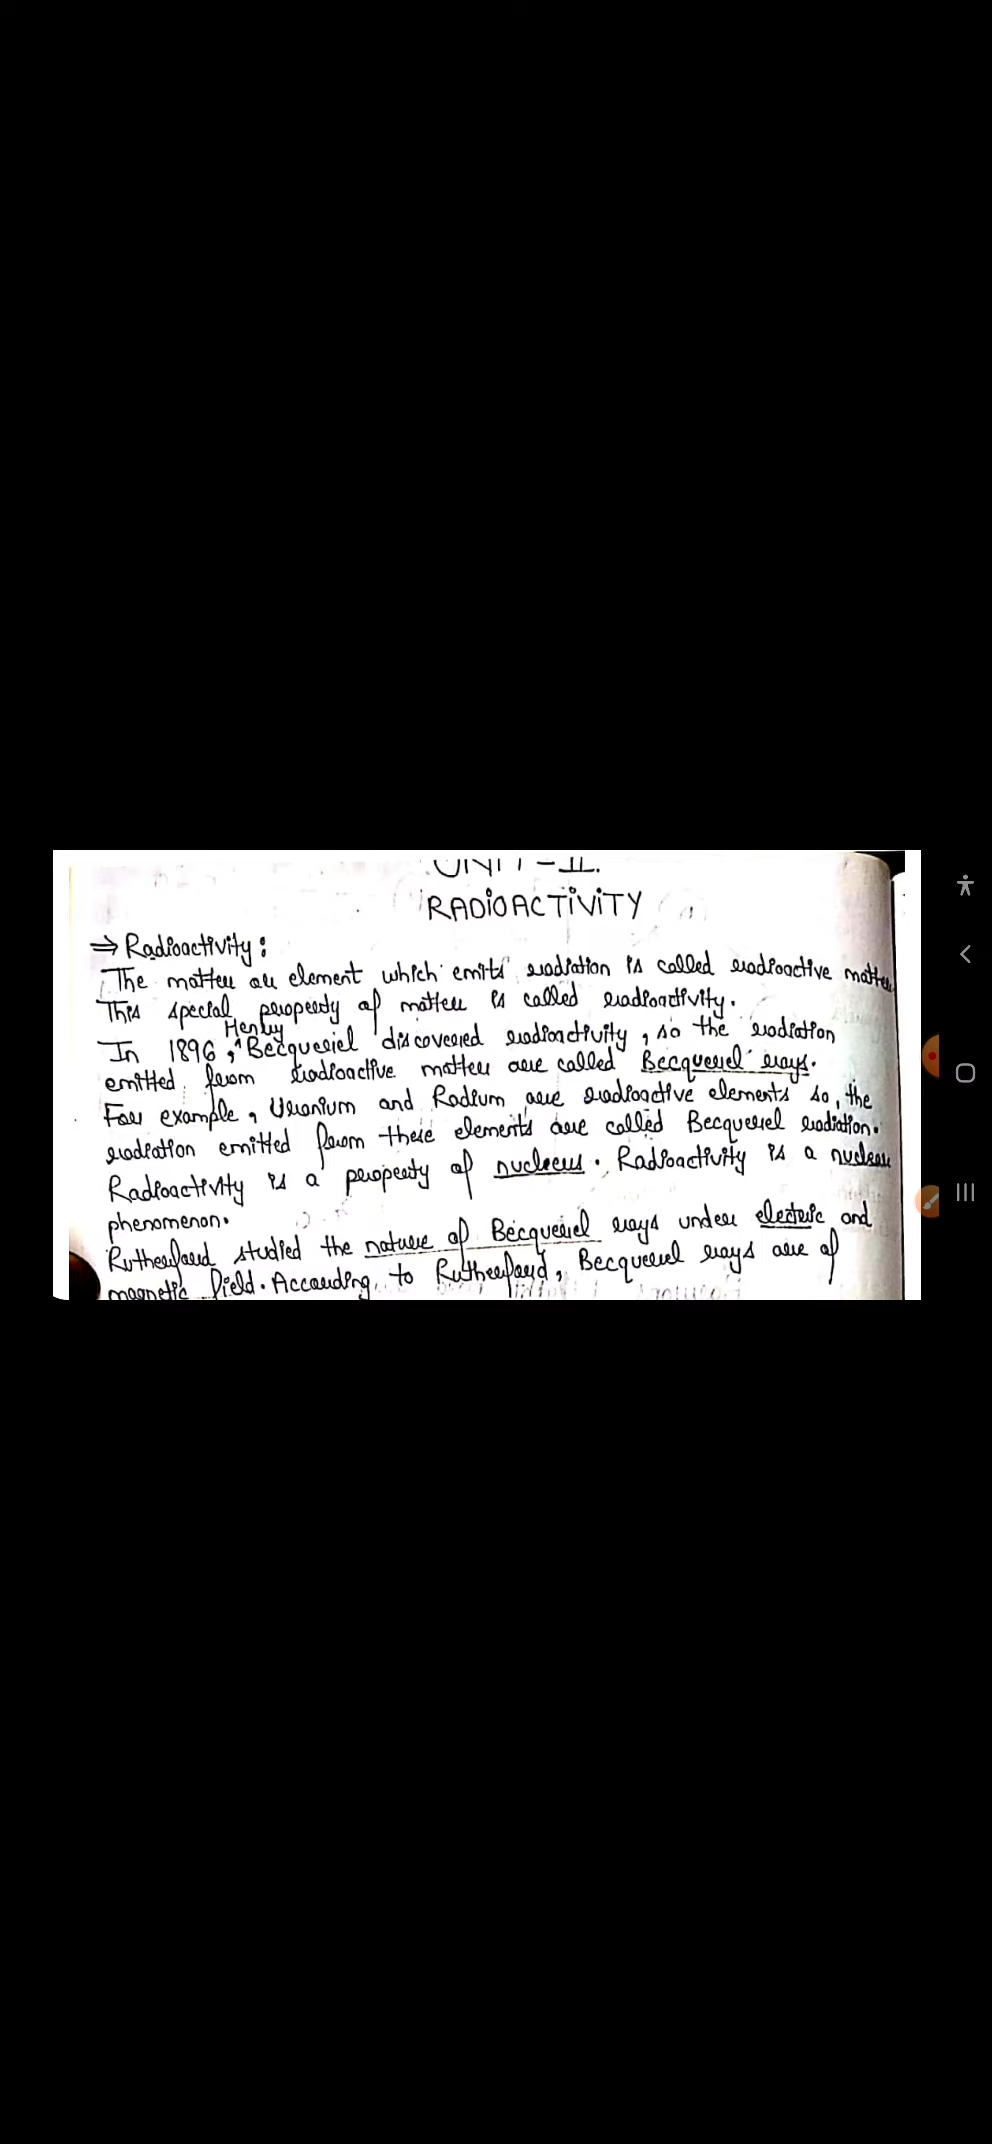 UNIT-II.
RADIOACTIVITY
⇒ Radioactivity:
The matter or element which emits radiation is called radioactive matter
This special property of matter is called radioactivity.
In 1896, ^Henry Becquerel discovered radioactivity, so the radiation
emitted from radioactive matter are called Becquerel rays.
For example, Uranium and Radium are radioactive elements so, the
radiation emitted from these elements are called Becquerel radiation.
Radioactivity is a property of nucleus. Radioactivity is a nuclear
phenomenon.
Rutherford studied the nature of Becquerel rays under electric and
magnetic field. According to Rutherford, Becquerel rays are of